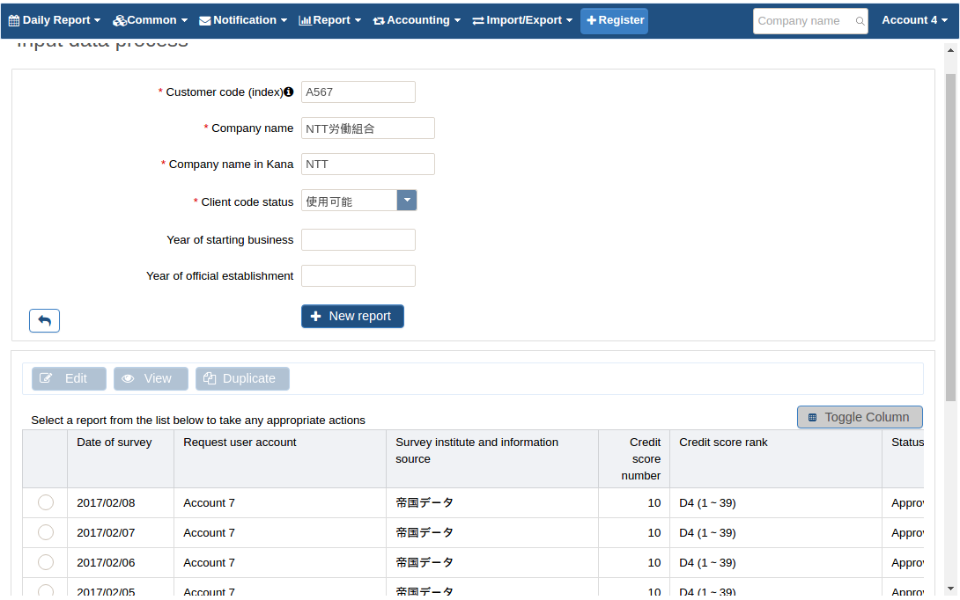 Daily Report Common Notification Report Accounting Import/Export Register Company name Account 4
Input data process
* Customer code (index) A567
* Company name NTT労働組合
* Company name in Kana NTT
* Client code status 使用可能
Year of starting business
Year of official establishment
New report
Edit View Duplicate
Toggle Column
Select a report from the list below to take any appropriate actions
Date of survey Request user account Survey institute and information source Credit score number Credit score rank Status
2017/02/08 Account 7 帝国データ 10 D4 (1 ~ 39) Approv
2017/02/07 Account 7 帝国データ 10 D4 (1 ~ 39) Approv
2017/02/06 Account 7 帝国データ 10 D4 (1 ~ 39) Approv
2017/02/05 Account 7 帝国データ 10 D4 (1 ~ 39) Approv